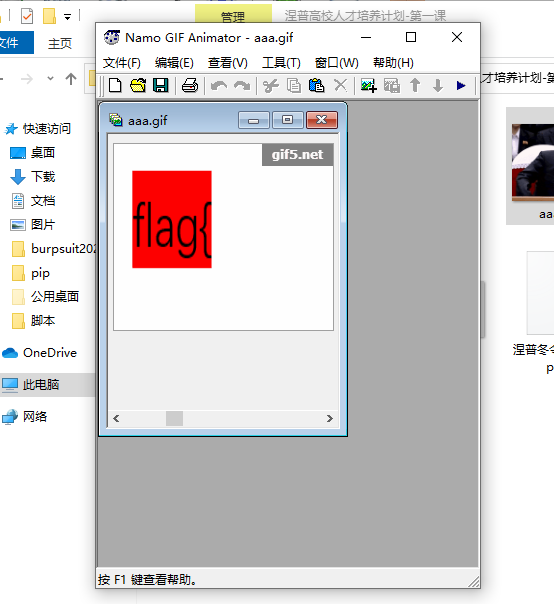 管理
涅普高校人才培养计划-第一课
文件
主页
Namo GIF Animator - aaa.gif
文件(F) 编辑(E) 查看(V) 工具(T) 窗口(W) 帮助(H)
才培养计划-第
aaa.gif
gif5.net
flag{
快速访问
桌面
下载
文档
图片
burpsuit202
pip
公用桌面
脚本
OneDrive
此电脑
网络
aa
涅普冬令
p
按 F1 键查看帮助。